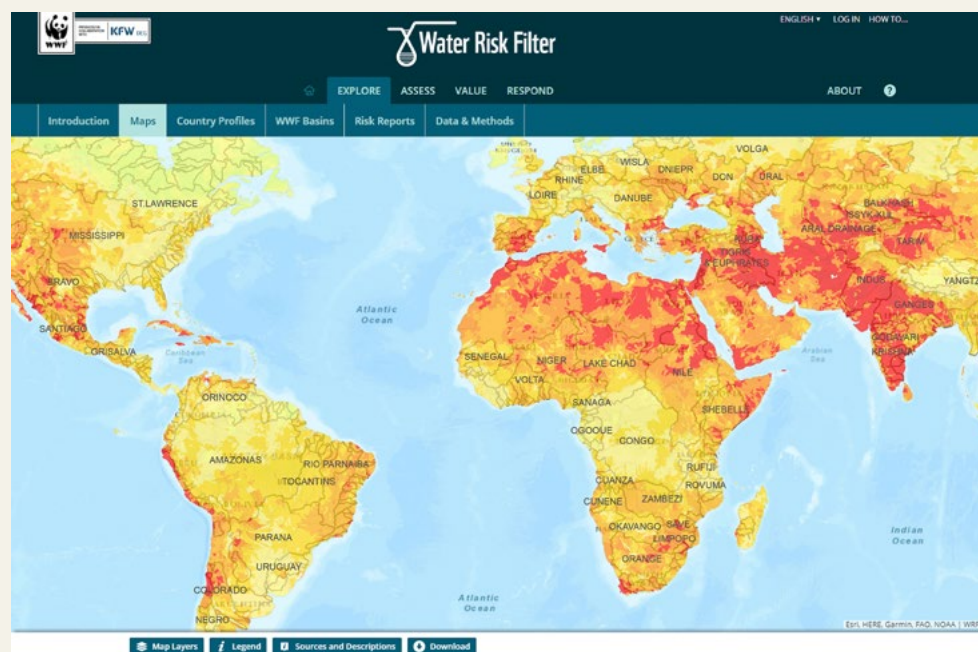 ENGLISH ▾ LOG IN HOW TO...
WWF
KFW DEG
Water Risk Filter
EXPLORE ASSESS VALUE RESPOND ABOUT ?
Introduction Maps Country Profiles WWF Basins Risk Reports Data & Methods
VOLGA
WISLA
ELBE DNIEPR
RHINE DON URAL
LOIRE DANUBE
ST.LAWRENCE
BALKHASH
ISSYK-KUL
MISSISSIPPI
ARAL DRAINAGE
TARIM
TIGRIS
& EUPHRATES
BRAVO
INDUS YANGTZ
GANGES
Atlantic
Ocean
SANTIAGO
GODAVARI
GRISALVA
Caribbean
Sea
KRISHNA
Arabian
Sea
SENEGAL NIGER LAKE CHAD
NILE
VOLTA
ORINOCO
SANAGA
SHEBELLE
OGOOUE
CONGO
AMAZONAS
RIO PARNAIBA
RUFIJI
TOCANTINS
CUANZA
ROVUMA
CUNENE ZAMBEZI
OKAVANGO SAVE
Indian
Ocean
PARANA
LIMPOPO
ORANGE
URUGUAY
COLORADO
Atlantic
Ocean
NEGRO
Esri, HERE, Garmin, FAO, NOAA | WRF
Map Layers i Legend Sources and Descriptions Download